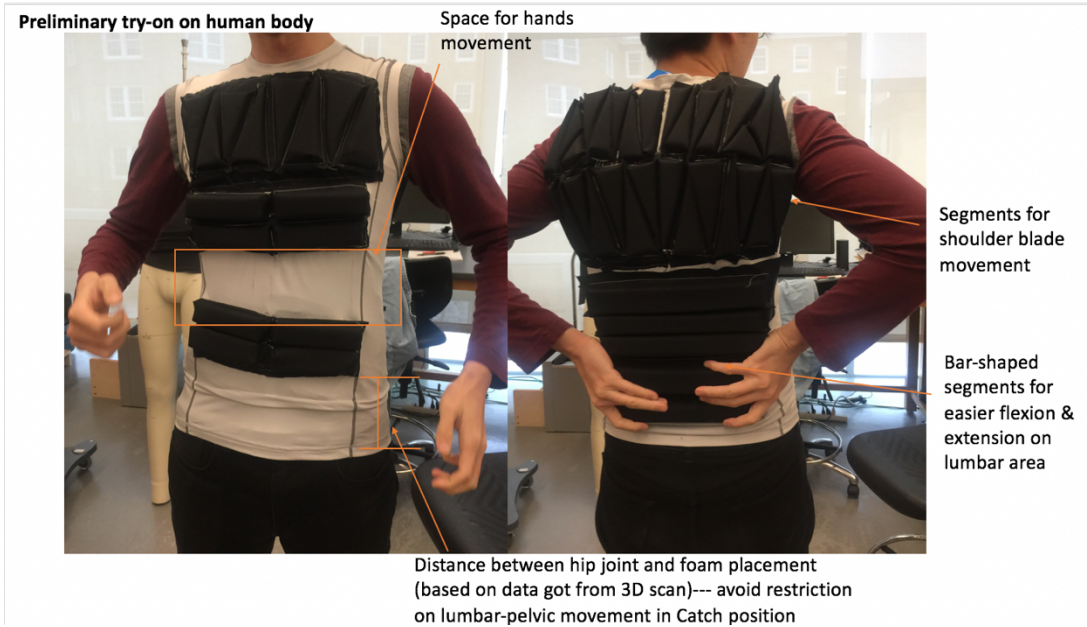 Preliminary try-on on human body
Space for hands
movement
Segments for
shoulder blade
movement
Bar-shaped
segments for
easier flexion &
extension on
lumbar area
Distance between hip joint and foam placement
(based on data got from 3D scan)--- avoid restriction
on lumbar-pelvic movement in Catch position